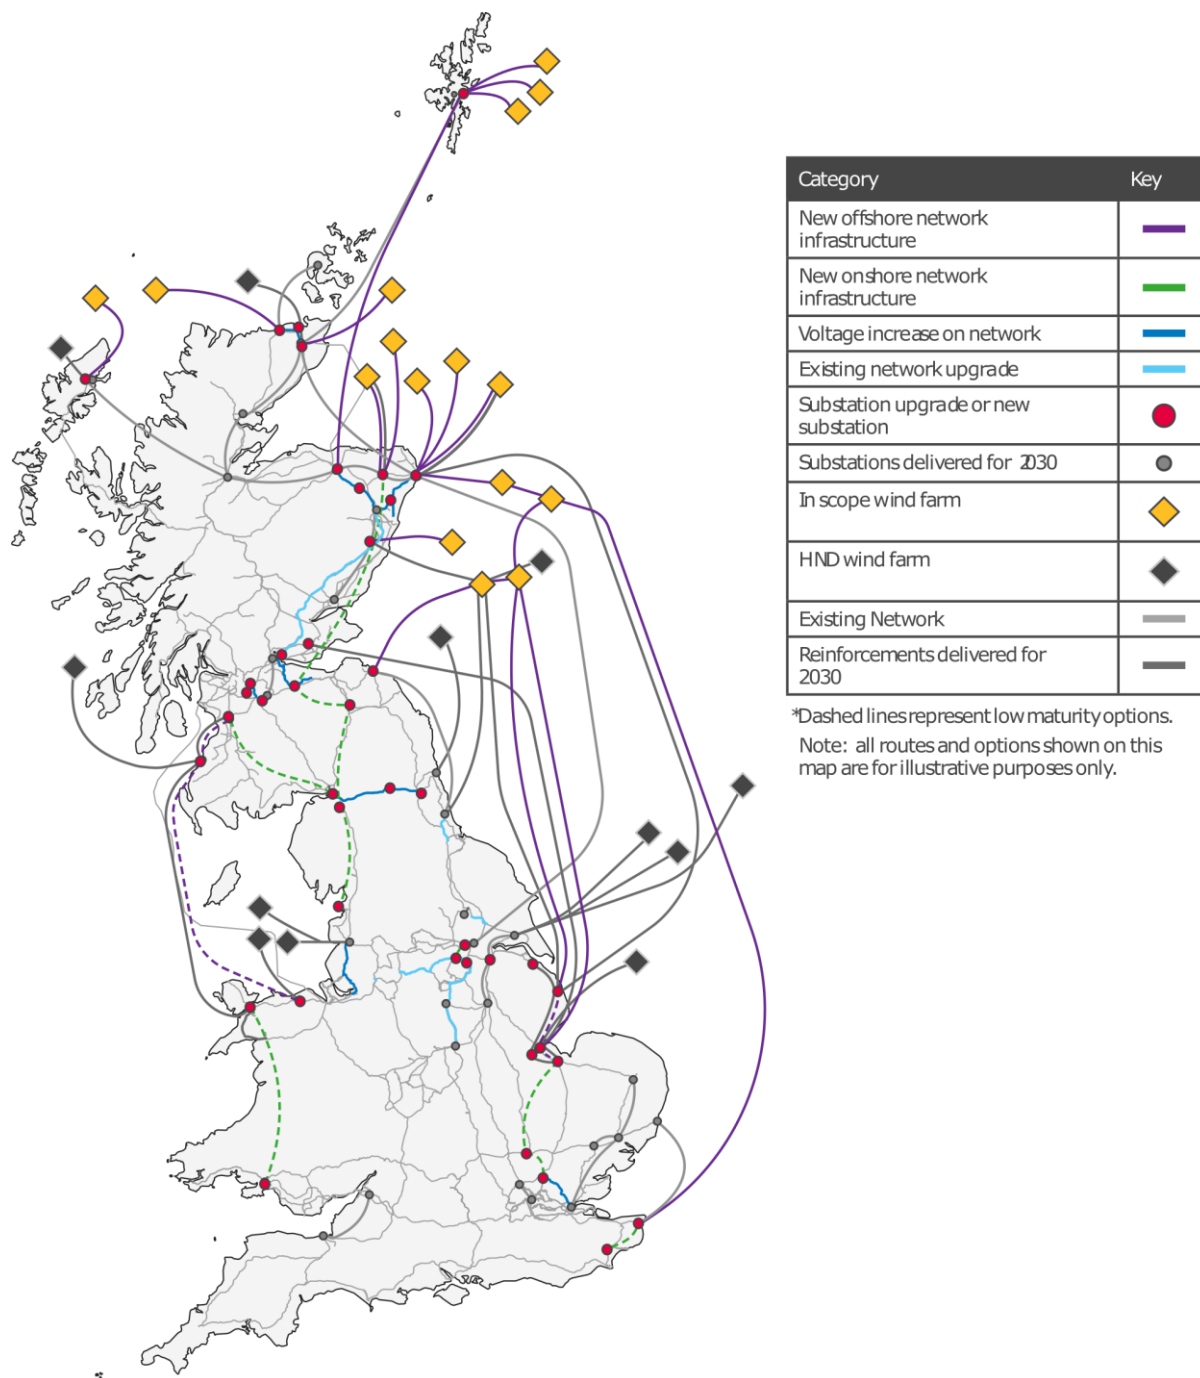 Category Key
New offshore network
infrastructure
New onshore network
infrastructure
Voltage increase on network
Existing network upgrade
Substation upgrade or new
substation
Substations delivered for 2030
In scope wind farm
HND wind farm
Existing Network
Reinforcements delivered for
2030
*Dashed lines represent low maturity options.
Note: all routes and options shown on this
map are for illustrative purposes only.